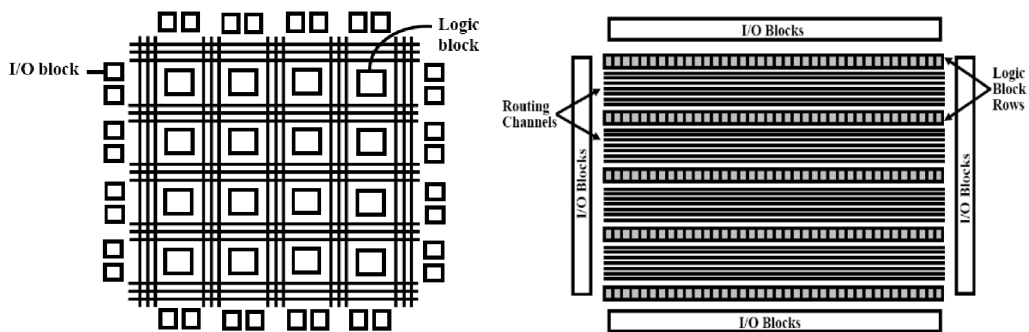 Logic
block
I/O block
I/O Blocks
I/O Blocks
Routing
Channels
Logic
Block
Rows
I/O Blocks
I/O Blocks